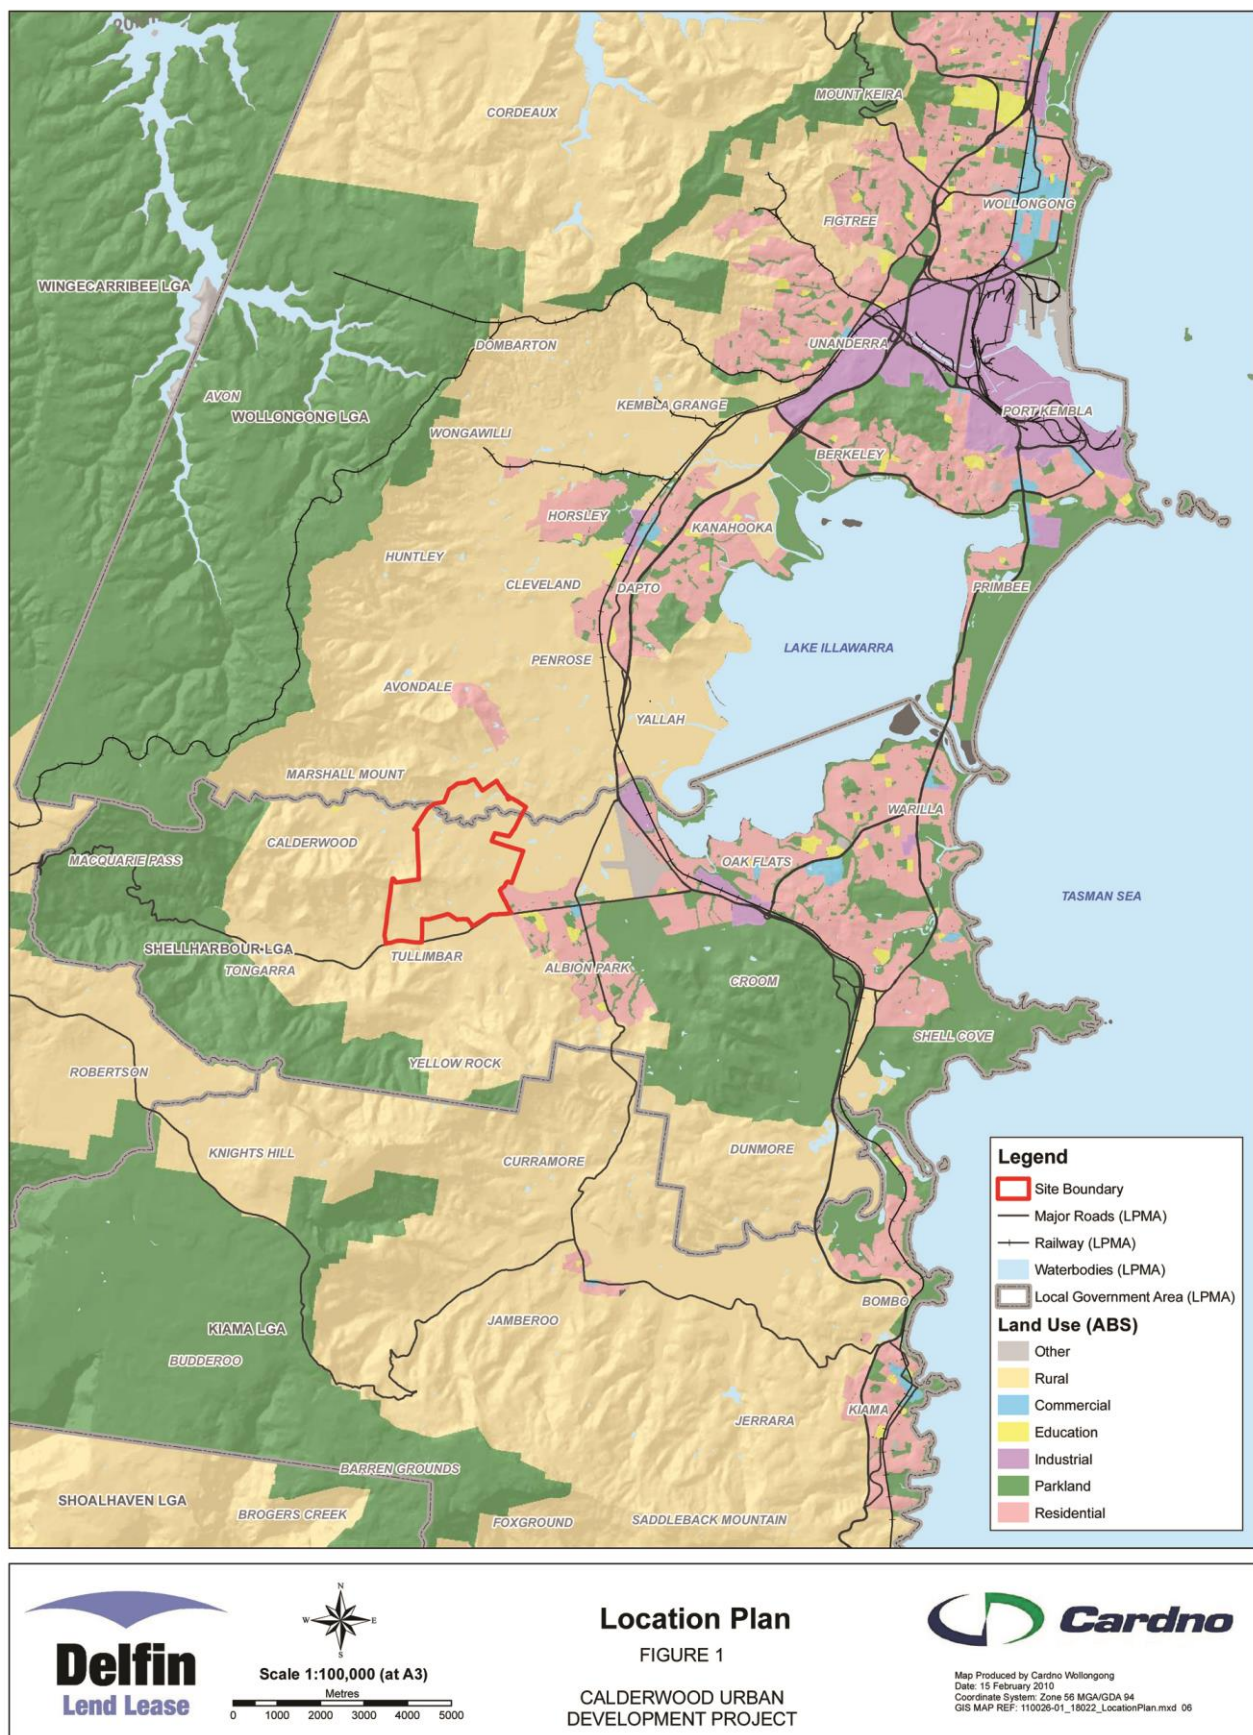 MOUNT KEIRA
CORDEAUX
WOLLONGONG
FIGTREE
WINGECARRIBEE LGA
DOMBARTON
UNANDERRA
AVON
WOLLONGONG LGA
KEMBLA GRANGE
PORT KEMBLA
WONGAWILLI
BERKELEY
HORSLEY
KANAHOOKA
HUNTLEY
CLEVELAND
DAPTO
PRIMBEE
LAKE ILLAWARRA
PENROSE
AVONDALE
YALLAH
MARSHALL MOUNT
WARILLA
CALDERWOOD
MACQUARIE PASS
OAK FLATS
TASMAN SEA
SHELLHARBOUR LGA
TULLIMBAR
TONGARRA
ALBION PARK
CROOM
SHELL COVE
YELLOW ROCK
ROBERTSON
KNIGHTS HILL
CURRAMORE
DUNMORE
BOMBO
JAMBEROO
KIAMA LGA
BUDDEROO
KIAMA
JERRARA
BARREN GROUNDS
SHOALHAVEN LGA
BROGERS CREEK
FOXGROUND
SADDLEBACK MOUNTAIN
Legend
Site Boundary
Major Roads (LPMA)
Railway (LPMA)
Waterbodies (LPMA)
Local Government Area (LPMA)
Land Use (ABS)
Other
Rural
Commercial
Education
Industrial
Parkland
Residential
Delfin
Lend Lease
N
W E
S
Scale 1:100,000 (at A3)
Metres
0 1000 2000 3000 4000 5000
Location Plan
FIGURE 1
CALDERWOOD URBAN
DEVELOPMENT PROJECT
Cardno
Map Produced by Cardno Wollongong
Date: 15 February 2010
Coordinate System: Zone 56 MGA/GDA 94
GIS MAP REF: 110026-01_18022_LocationPlan.mxd 06